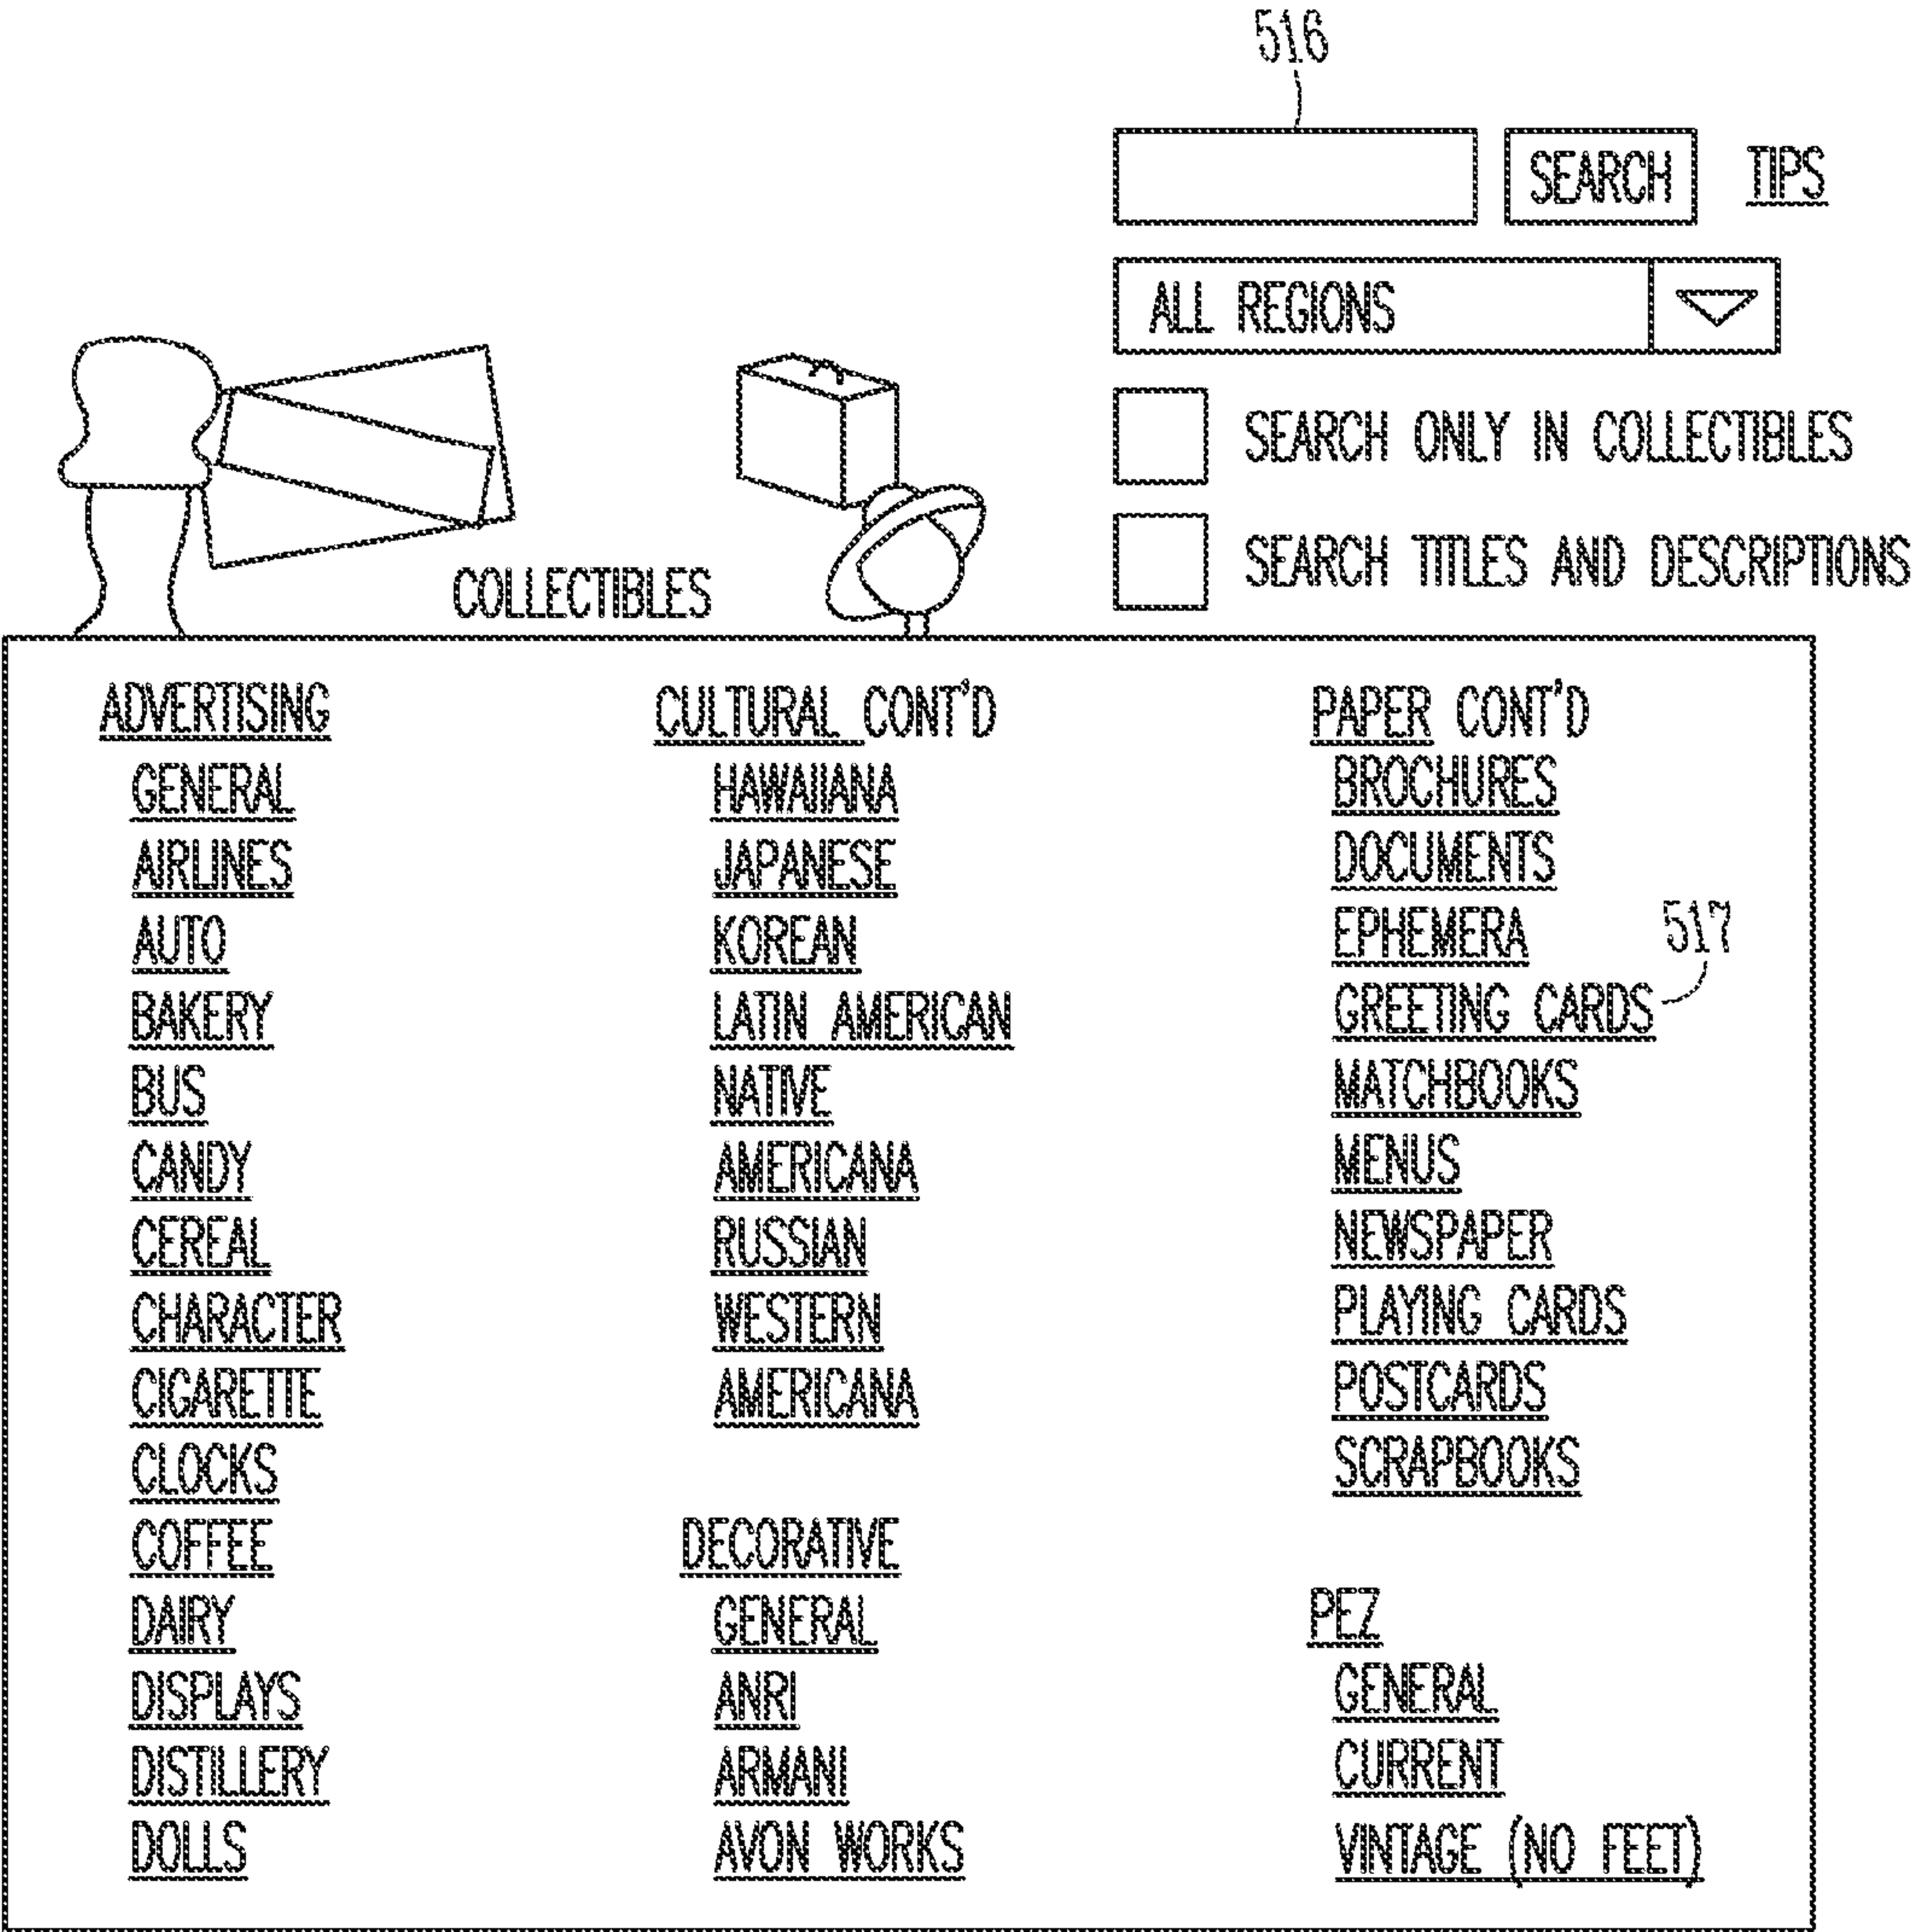 516
SEARCH TIPS
ALL REGIONS
SEARCH ONLY IN COLLECTIBLES
SEARCH TITLES AND DESCRIPTIONS
COLLECTIBLES
ADVERTISING
GENERAL
AIRLINES
AUTO
BAKERY
BUS
CANDY
CEREAL
CHARACTER
CIGARETTE
CLOCKS
COFFEE
DAIRY
DISPLAYS
DISTILLERY
DOLLS
CULTURAL CONT'D
HAWAIIANA
JAPANESE
KOREAN
LATIN AMERICAN
NATIVE
AMERICANA
RUSSIAN
WESTERN
AMERICANA
DECORATIVE
GENERAL
ANRI
ARMANI
AVON WORKS
PAPER CONT'D
BROCHURES
DOCUMENTS
EPHEMERA
GREETING CARDS 517
MATCHBOOKS
MENUS
NEWSPAPER
PLAYING CARDS
POSTCARDS
SCRAPBOOKS
PEZ
GENERAL
CURRENT
VINTAGE (NO FEET)